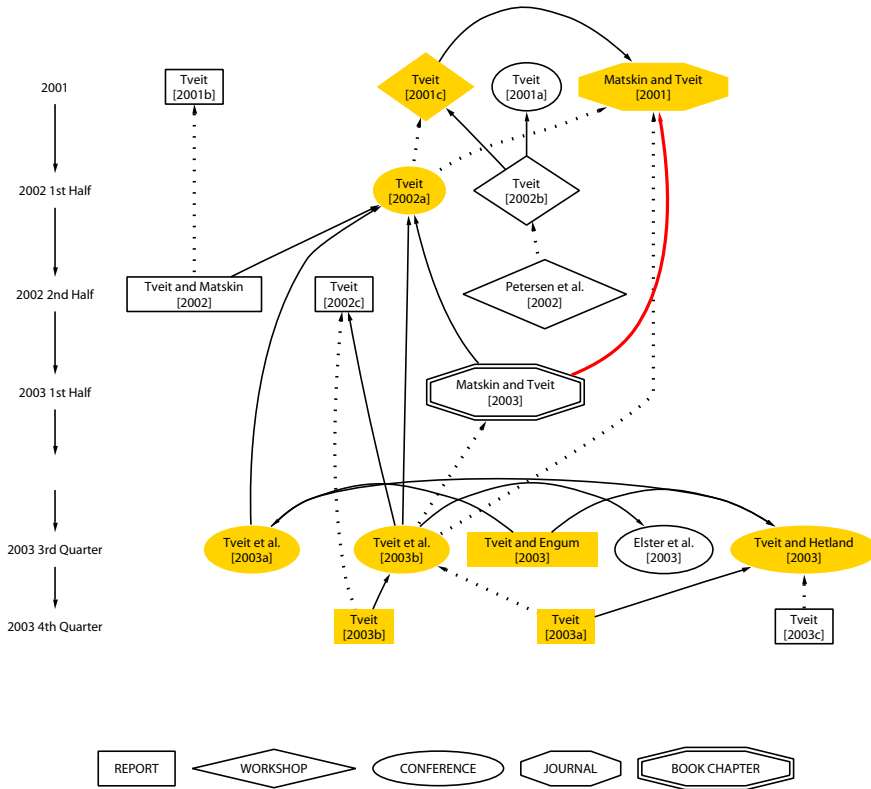 2001
Tveit
[2001b]
Tveit
[2001c]
Tveit
[2001a]
Matskin and Tveit
[2001]
2002 1st Half
Tveit
[2002a]
Tveit
[2002b]
2002 2nd Half
Tveit and Matskin
[2002]
Tveit
[2002c]
Petersen et al.
[2002]
2003 1st Half
Matskin and Tveit
[2003]
2003 3rd Quarter
Tveit et al.
[2003a]
Tveit et al.
[2003b]
Tveit and Engum
[2003]
Elster et al.
[2003]
Tveit and Hetland
[2003]
2003 4th Quarter
Tveit
[2003b]
Tveit
[2003a]
Tveit
[2003c]
REPORT
WORKSHOP
CONFERENCE
JOURNAL
BOOK CHAPTER